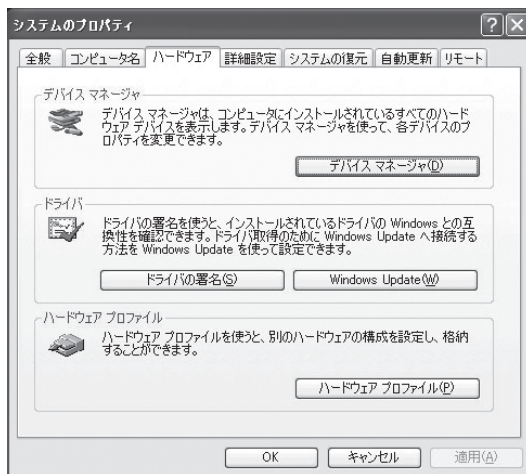 システムのプロパティ
全般 コンピュータ名 ハードウェア 詳細設定 システムの復元 自動更新 リモート
デバイス マネージャ
デバイス マネージャは、コンピュータにインストールされているすべてのハード
ウェア デバイスを表示します。デバイス マネージャを使って、各デバイスのプ
ロパティを変更できます。
デバイス マネージャ(D)
ドライバ
ドライバの署名を使うと、インストールされているドライバの Windows との互
換性を確認できます。ドライバ取得のために Windows Update へ接続する
方法を Windows Update を使って設定できます。
ドライバの署名(S) Windows Update(W)
ハードウェア プロファイル
ハードウェア プロファイルを使うと、別のハードウェアの構成を設定し、格納
することができます。
ハードウェア プロファイル(P)
OK キャンセル 適用(A)